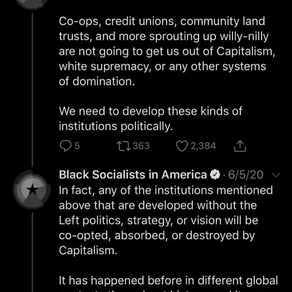 Co-ops, credit unions, community land
trusts, and more sprouting up willy-nilly
are not going to get us out of Capitalism,
white supremacy, or any other systems
of domination.
We need to develop these kinds of
institutions politically.
5 363 2,384
Black Socialists in America · 6/5/20
In fact, any of the institutions mentioned
above that are developed without the
Left politics, strategy, or vision will be
co-opted, absorbed, or destroyed by
Capitalism.
It has happened before in different global